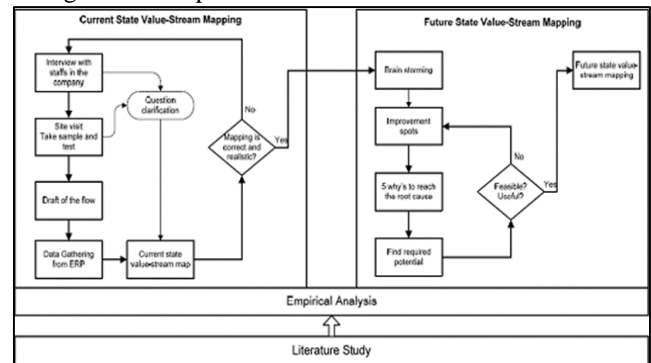 Current State Value-Stream Mapping
Interview with
staffs in the
company
Question
clarification
Site visit
Take sample and
test
Draft of the flow
Data Gathering
from ERP
Current state
value-stream map
No
Mapping is
correct and
realistic?
Yes
Future State Value-Stream Mapping
Brain storming
Improvement
spots
5 why's to reach
the root cause
Find required
potential
No
Feasible?
Useful?
Yes
Future state value-
stream mapping
Empirical Analysis
Literature Study